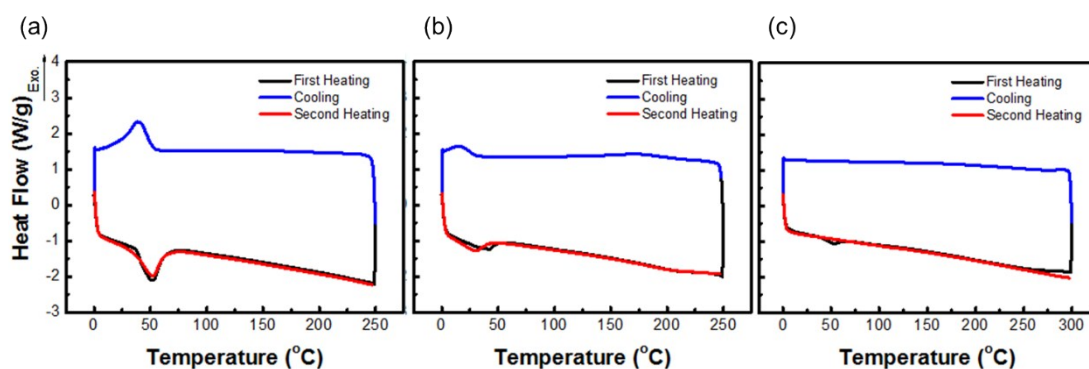 (a) (b) (c)
Heat Flow (W/g) Exo.
4
3
2
1
0
-1
-2
-3
First Heating
Cooling
Second Heating
0 50 100 150 200 250
Temperature (°C)
First Heating
Cooling
Second Heating
0 50 100 150 200 250
Temperature (°C)
First Heating
Cooling
Second Heating
0 50 100 150 200 250 300
Temperature (°C)